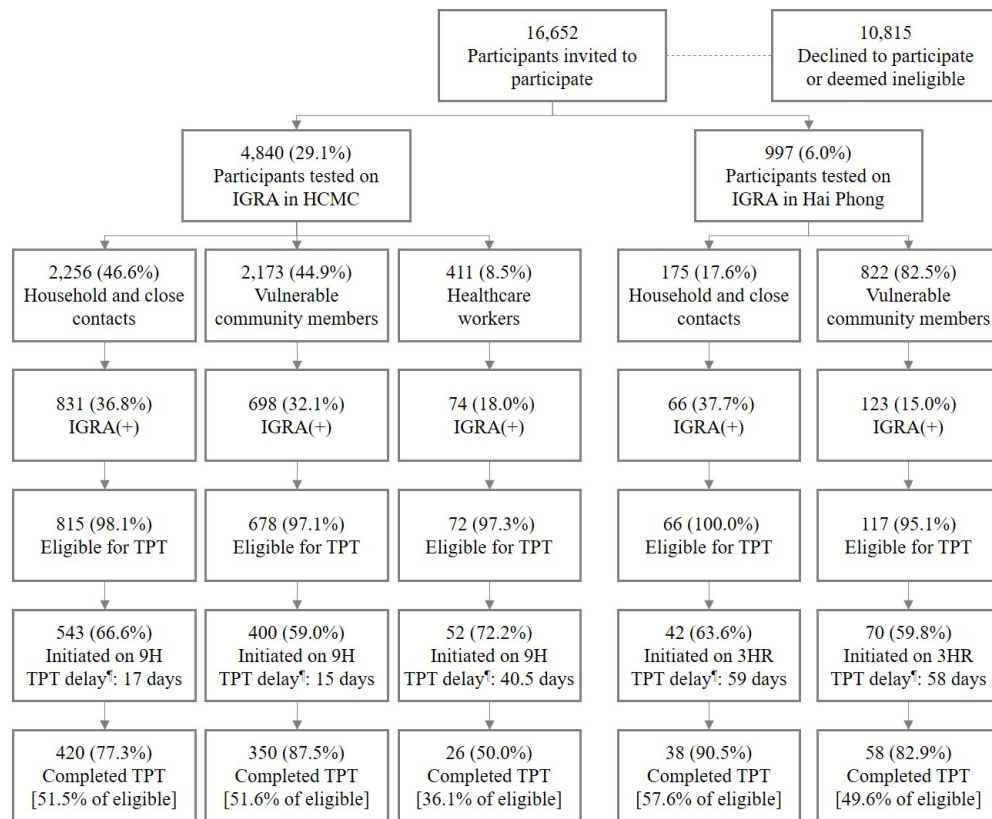 16,652
Participants invited to
participate
10,815
Declined to participate
or deemed ineligible
4,840 (29.1%)
Participants tested on
IGRA in HCMC
997 (6.0%)
Participants tested on
IGRA in Hai Phong
2,256 (46.6%)
Household and close
contacts
2,173 (44.9%)
Vulnerable
community members
411 (8.5%)
Healthcare
workers
175 (17.6%)
Household and close
contacts
822 (82.5%)
Vulnerable
community members
831 (36.8%)
IGRA(+)
698 (32.1%)
IGRA(+)
74 (18.0%)
IGRA(+)
66 (37.7%)
IGRA(+)
123 (15.0%)
IGRA(+)
815 (98.1%)
Eligible for TPT
678 (97.1%)
Eligible for TPT
72 (97.3%)
Eligible for TPT
66 (100.0%)
Eligible for TPT
117 (95.1%)
Eligible for TPT
543 (66.6%)
Initiated on 9H
TPT delay¶: 17 days
400 (59.0%)
Initiated on 9H
TPT delay¶: 15 days
52 (72.2%)
Initiated on 9H
TPT delay¶: 40.5 days
42 (63.6%)
Initiated on 3HR
TPT delay¶: 59 days
70 (59.8%)
Initiated on 3HR
TPT delay¶: 58 days
420 (77.3%)
Completed TPT
[51.5% of eligible]
350 (87.5%)
Completed TPT
[51.6% of eligible]
26 (50.0%)
Completed TPT
[36.1% of eligible]
38 (90.5%)
Completed TPT
[57.6% of eligible]
58 (82.9%)
Completed TPT
[49.6% of eligible]